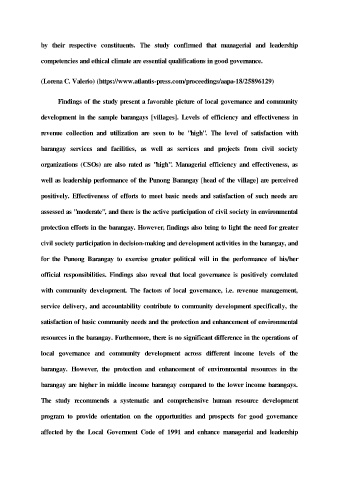 by their respective constituents. The study confirmed that managerial and leadership
competencies and ethical climate are essential qualifications in good governance.
(Lorena C. Valerio) (https://www.atlantis-press.com/proceedings/aapa-18/25896129)
Findings of the study present a favorable picture of local governance and community
development in the sample barangays [villages]. Levels of efficiency and effectiveness in
revenue collection and utilization are seen to be "high". The level of satisfaction with
barangay services and facilities, as well as services and projects from civil society
organizations (CSOs) are also rated as "high". Managerial efficiency and effectiveness, as
well as leadership performance of the Punong Barangay [head of the village] are perceived
positively. Effectiveness of efforts to meet basic needs and satisfaction of such needs are
assessed as "moderate", and there is the active participation of civil society in environmental
protection efforts in the barangay. However, findings also bring to light the need for greater
civil society participation in decision-making and development activities in the barangay, and
for the Punong Barangay to exercise greater political will in the performance of his/her
official responsibilities. Findings also reveal that local governance is positively correlated
with community development. The factors of local governance, i.e. revenue management,
service delivery, and accountability contribute to community development specifically, the
satisfaction of basic community needs and the protection and enhancement of environmental
resources in the barangay. Furthermore, there is no significant difference in the operations of
local governance and community development across different income levels of the
barangay. However, the protection and enhancement of environmental resources in the
barangay are higher in middle income barangay compared to the lower income barangays.
The study recommends a systematic and comprehensive human resource development
program to provide orientation on the opportunities and prospects for good governance
affected by the Local Goverment Code of 1991 and enhance managerial and leadership